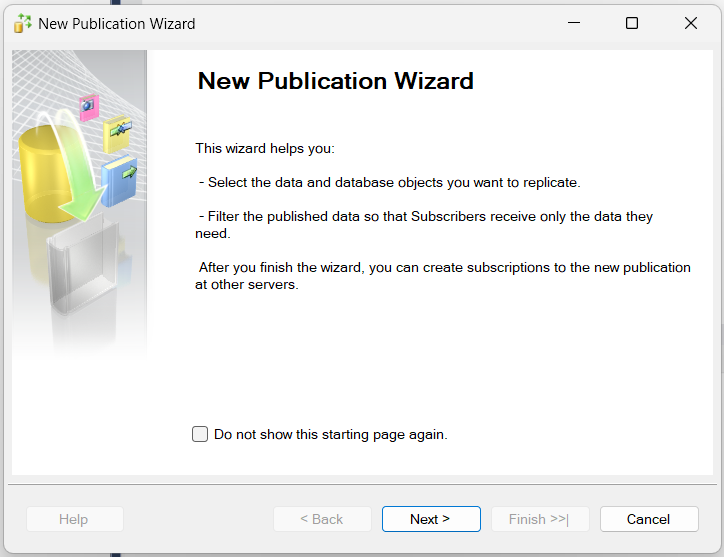 New Publication Wizard
New Publication Wizard
This wizard helps you:
- Select the data and database objects you want to replicate.
- Filter the published data so that Subscribers receive only the data they
need.
After you finish the wizard, you can create subscriptions to the new publication
at other servers.
Do not show this starting page again.
Help
< Back
Next >
Finish >>|
Cancel